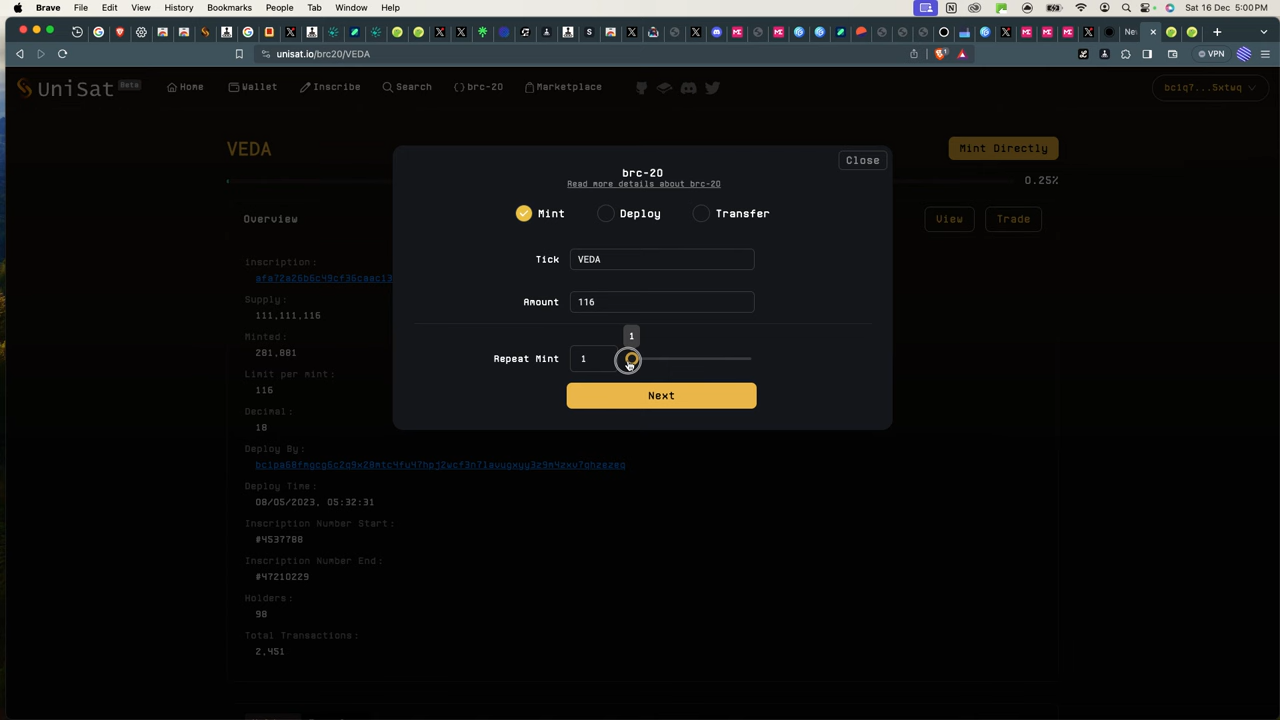 Brave File Edit View History Bookmarks People Tab Window Help
Sat 16 Dec 5:00PM
Ne
unisat.io/brc20/VEDA
VPN
UniSat Beta
Home Wallet Inscribe Search brc-20 Marketplace
bc1q7...5xtwq
VEDA
Mint Directly
0.25%
Overview
View Trade
Close
brc-20
Read more details about brc-20
Mint Deploy Transfer
Tick VEDA
Amount 116
1
Repeat Mint 1
Next
Inscription:
Supply:
111,111,116
Minted:
281,881
Limit per mint:
116
Decimal:
18
Deploy By:
Deploy Time:
08/05/2023, 05:32:31
Inscription Number Start:
#4537788
Inscription Number End:
#47210229
Holders:
98
Total Transactions:
2,451